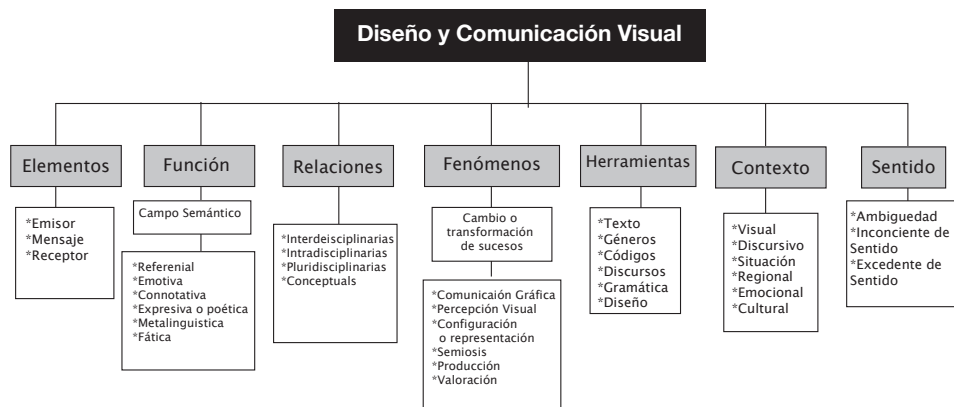 Diseño y Comunicación Visual
Elementos
*Emisor
*Mensaje
*Receptor
Función
Campo Semántico
*Referenial
*Emotiva
*Connotativa
*Expresiva o poética
*Metalinguistica
*Fática
Relaciones
*Interdeisciplinarias
*Intradisciplinarias
*Pluridisciplinarias
*Conceptuals
Fenómenos
Cambio o
transformación
de sucesos
*Comunicaión Gráfica
*Percepción Visual
*Configuración
o representación
*Semiosis
*Producción
*Valoración
Herramientas
*Texto
*Géneros
*Códigos
*Discursos
*Gramática
*Diseño
Contexto
*Visual
*Discursivo
*Situación
*Regional
*Emocional
*Cultural
Sentido
*Ambiguedad
*Inconciente de
Sentido
*Excedente de
Sentido